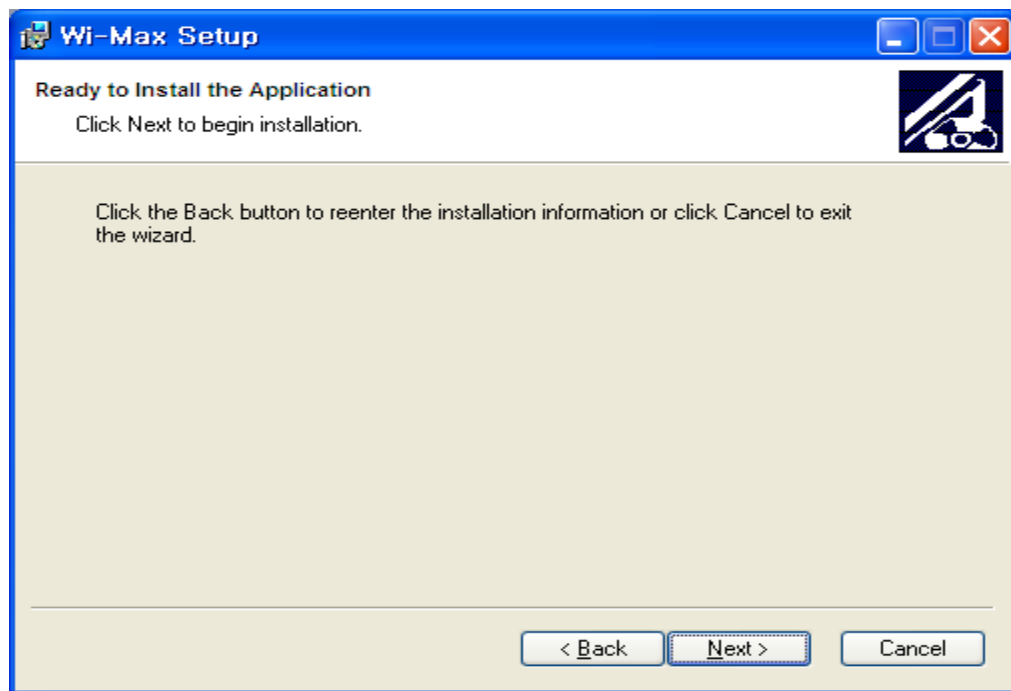 Wi-Max Setup
Ready to Install the Application
Click Next to begin installation.
Click the Back button to reenter the installation information or click Cancel to exit
the wizard.
< Back
Next >
Cancel